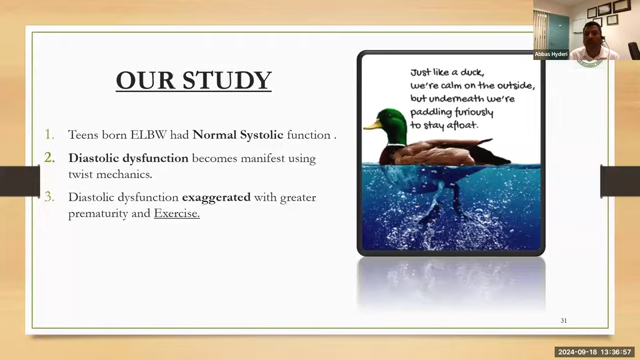 OUR STUDY
1. Teens born ELBW had Normal Systolic function .
2. Diastolic dysfunction becomes manifest using
twist mechanics.
3. Diastolic dysfunction exaggerated with greater
prematurity and Exercise.
Just like a duck,
we're calm on the outside,
but underneath we're
paddling furiously
to stay afloat.
Abbas Hyderi
31
2024-09-18 13:36:57